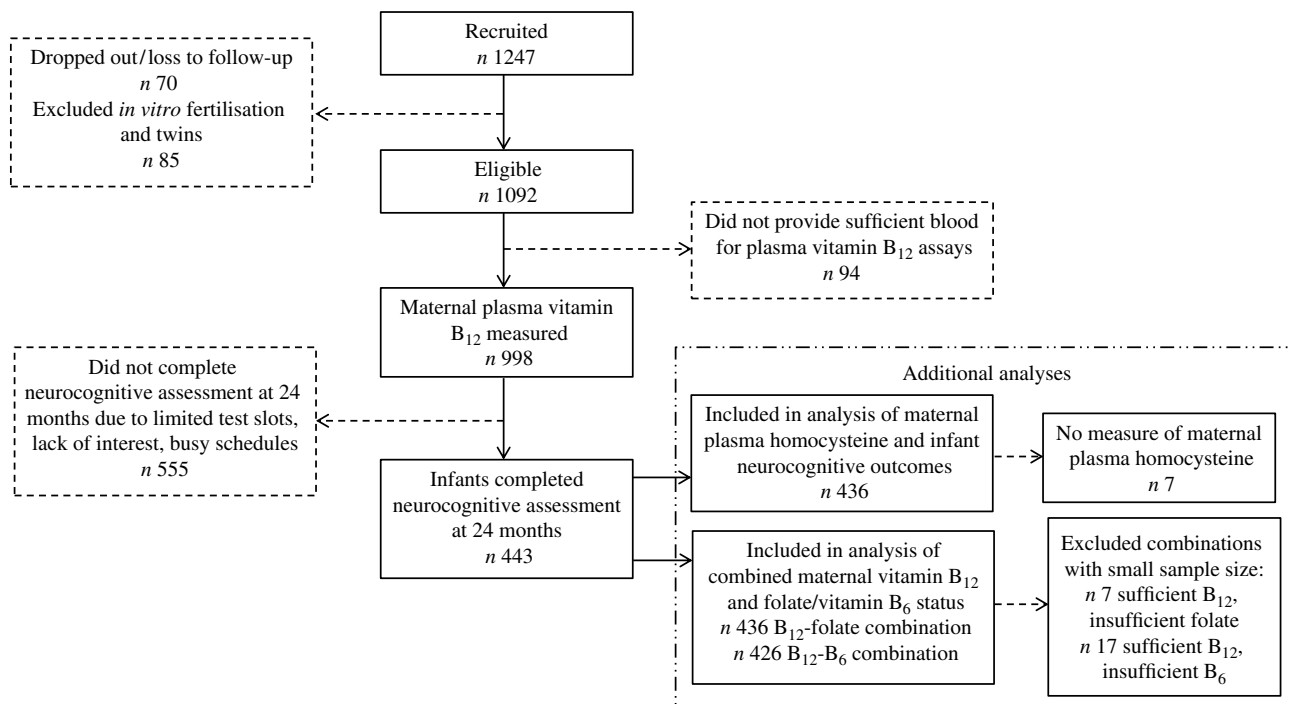 Recruited
n 1247
Dropped out/loss to follow-up
n 70
Excluded in vitro fertilisation
and twins
n 85
Eligible
n 1092
Did not provide sufficient blood
for plasma vitamin B12 assays
n 94
Maternal plasma vitamin
B12 measured
n 998
Did not complete
neurocognitive assessment at 24
months due to limited test slots,
lack of interest, busy schedules
n 555
Infants completed
neurocognitive assessment
at 24 months
n 443
Additional analyses
Included in analysis of maternal
plasma homocysteine and infant
neurocognitive outcomes
n 436
No measure of maternal
plasma homocysteine
n 7
Included in analysis of
combined maternal vitamin B12
and folate/vitamin B6 status
n 436 B12-folate combination
n 426 B12-B6 combination
Excluded combinations
with small sample size:
n 7 sufficient B12,
insufficient folate
n 17 sufficient B12,
insufficient B6